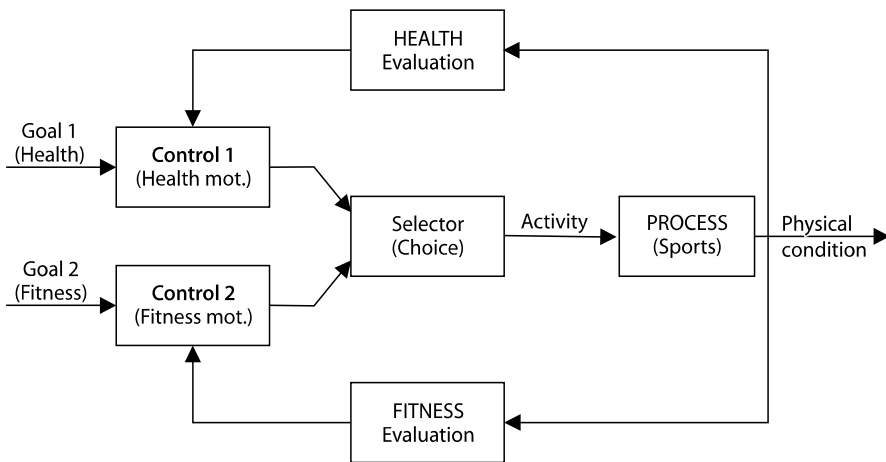 HEALTH
Evaluation
Goal 1
(Health)
Control 1
(Health mot.)
Selector
(Choice)
Activity
PROCESS
(Sports)
Physical
condition
Goal 2
(Fitness)
Control 2
(Fitness mot.)
FITNESS
Evaluation